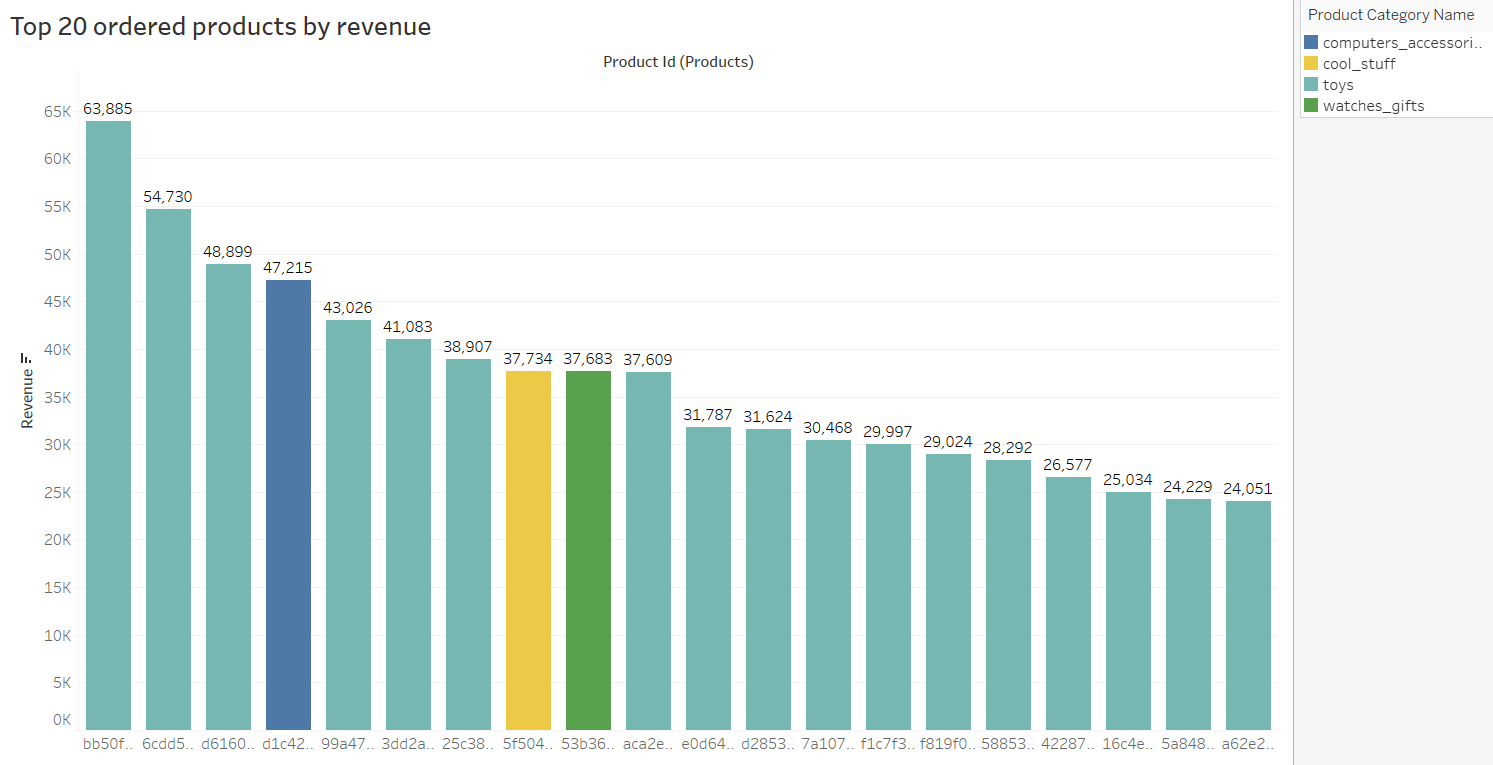 Top 20 ordered products by revenue
Product Id (Products)
65K
60K
55K
50K
45K
40K
35K
30K
25K
20K
15K
10K
5K
0K
Revenue
63,885
54,730
48,899
47,215
43,026
41,083
38,907
37,734
37,683
37,609
31,787
31,624
30,468
29,997
29,024
28,292
26,577
25,034
24,229
24,051
bb50f.. 6cdd5.. d6160.. d1c42.. 99a47.. 3dd2a.. 25c38.. 5f504.. 53b36.. aca2e.. e0d64.. d2853.. 7a107.. f1c7f3.. f819f0.. 58853.. 42287.. 16c4e.. 5a848.. a62e2..
Product Category Name
computers_accessori..
cool_stuff
toys
watches_gifts